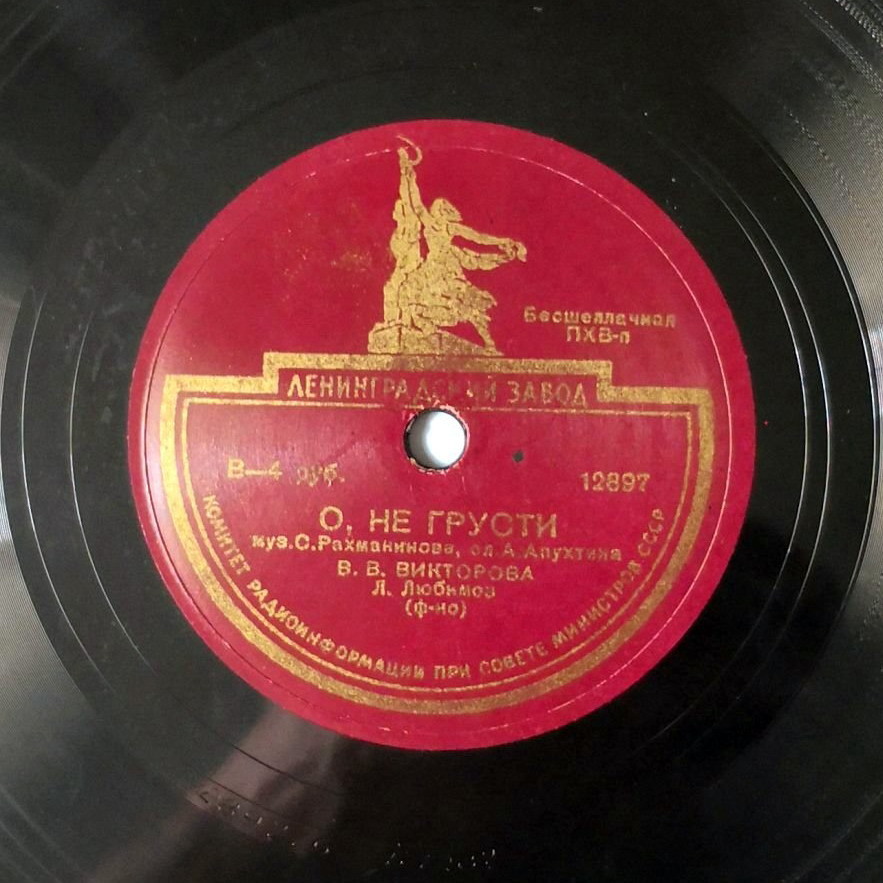 Бесшеллачная
ПХВ-п
ЛЕНИНГРАДСКИЙ ЗАВОД
В—4 руб.
12897
О, НЕ ГРУСТИ
муз. С. Рахманинова, сл. А. Апухтина
В. В. ВИКТОРОВА
Л. Любимов
(ф-но)
КОМИТЕТ РАДИОИНФОРМАЦИИ ПРИ СОВЕТЕ МИНИСТРОВ СССР